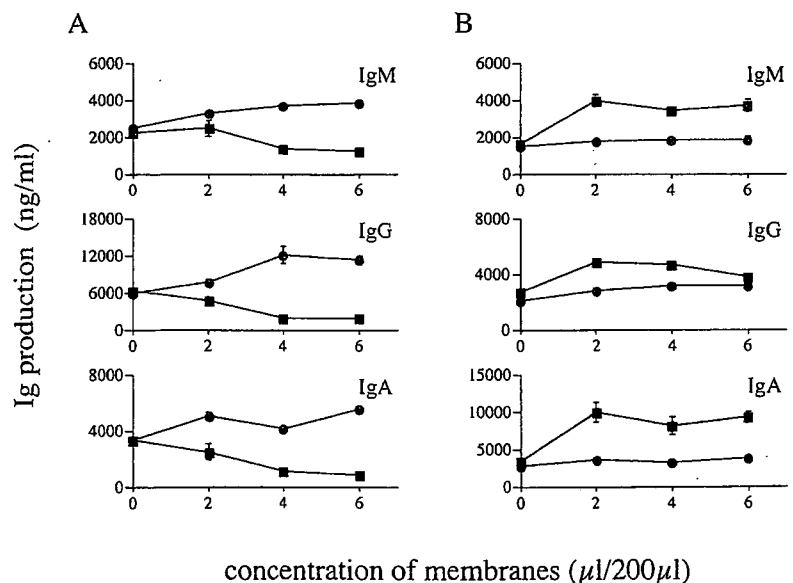 A
B
6000
4000
2000
0
IgM
0 2 4 6
18000
12000
6000
0
IgG
0 2 4 6
8000
4000
0
IgA
0 2 4 6
6000
4000
2000
0
IgM
0 2 4 6
8000
4000
0
IgG
0 2 4 6
15000
10000
5000
0
IgA
0 2 4 6
Ig production (ng/ml)
concentration of membranes (μl/200μl)